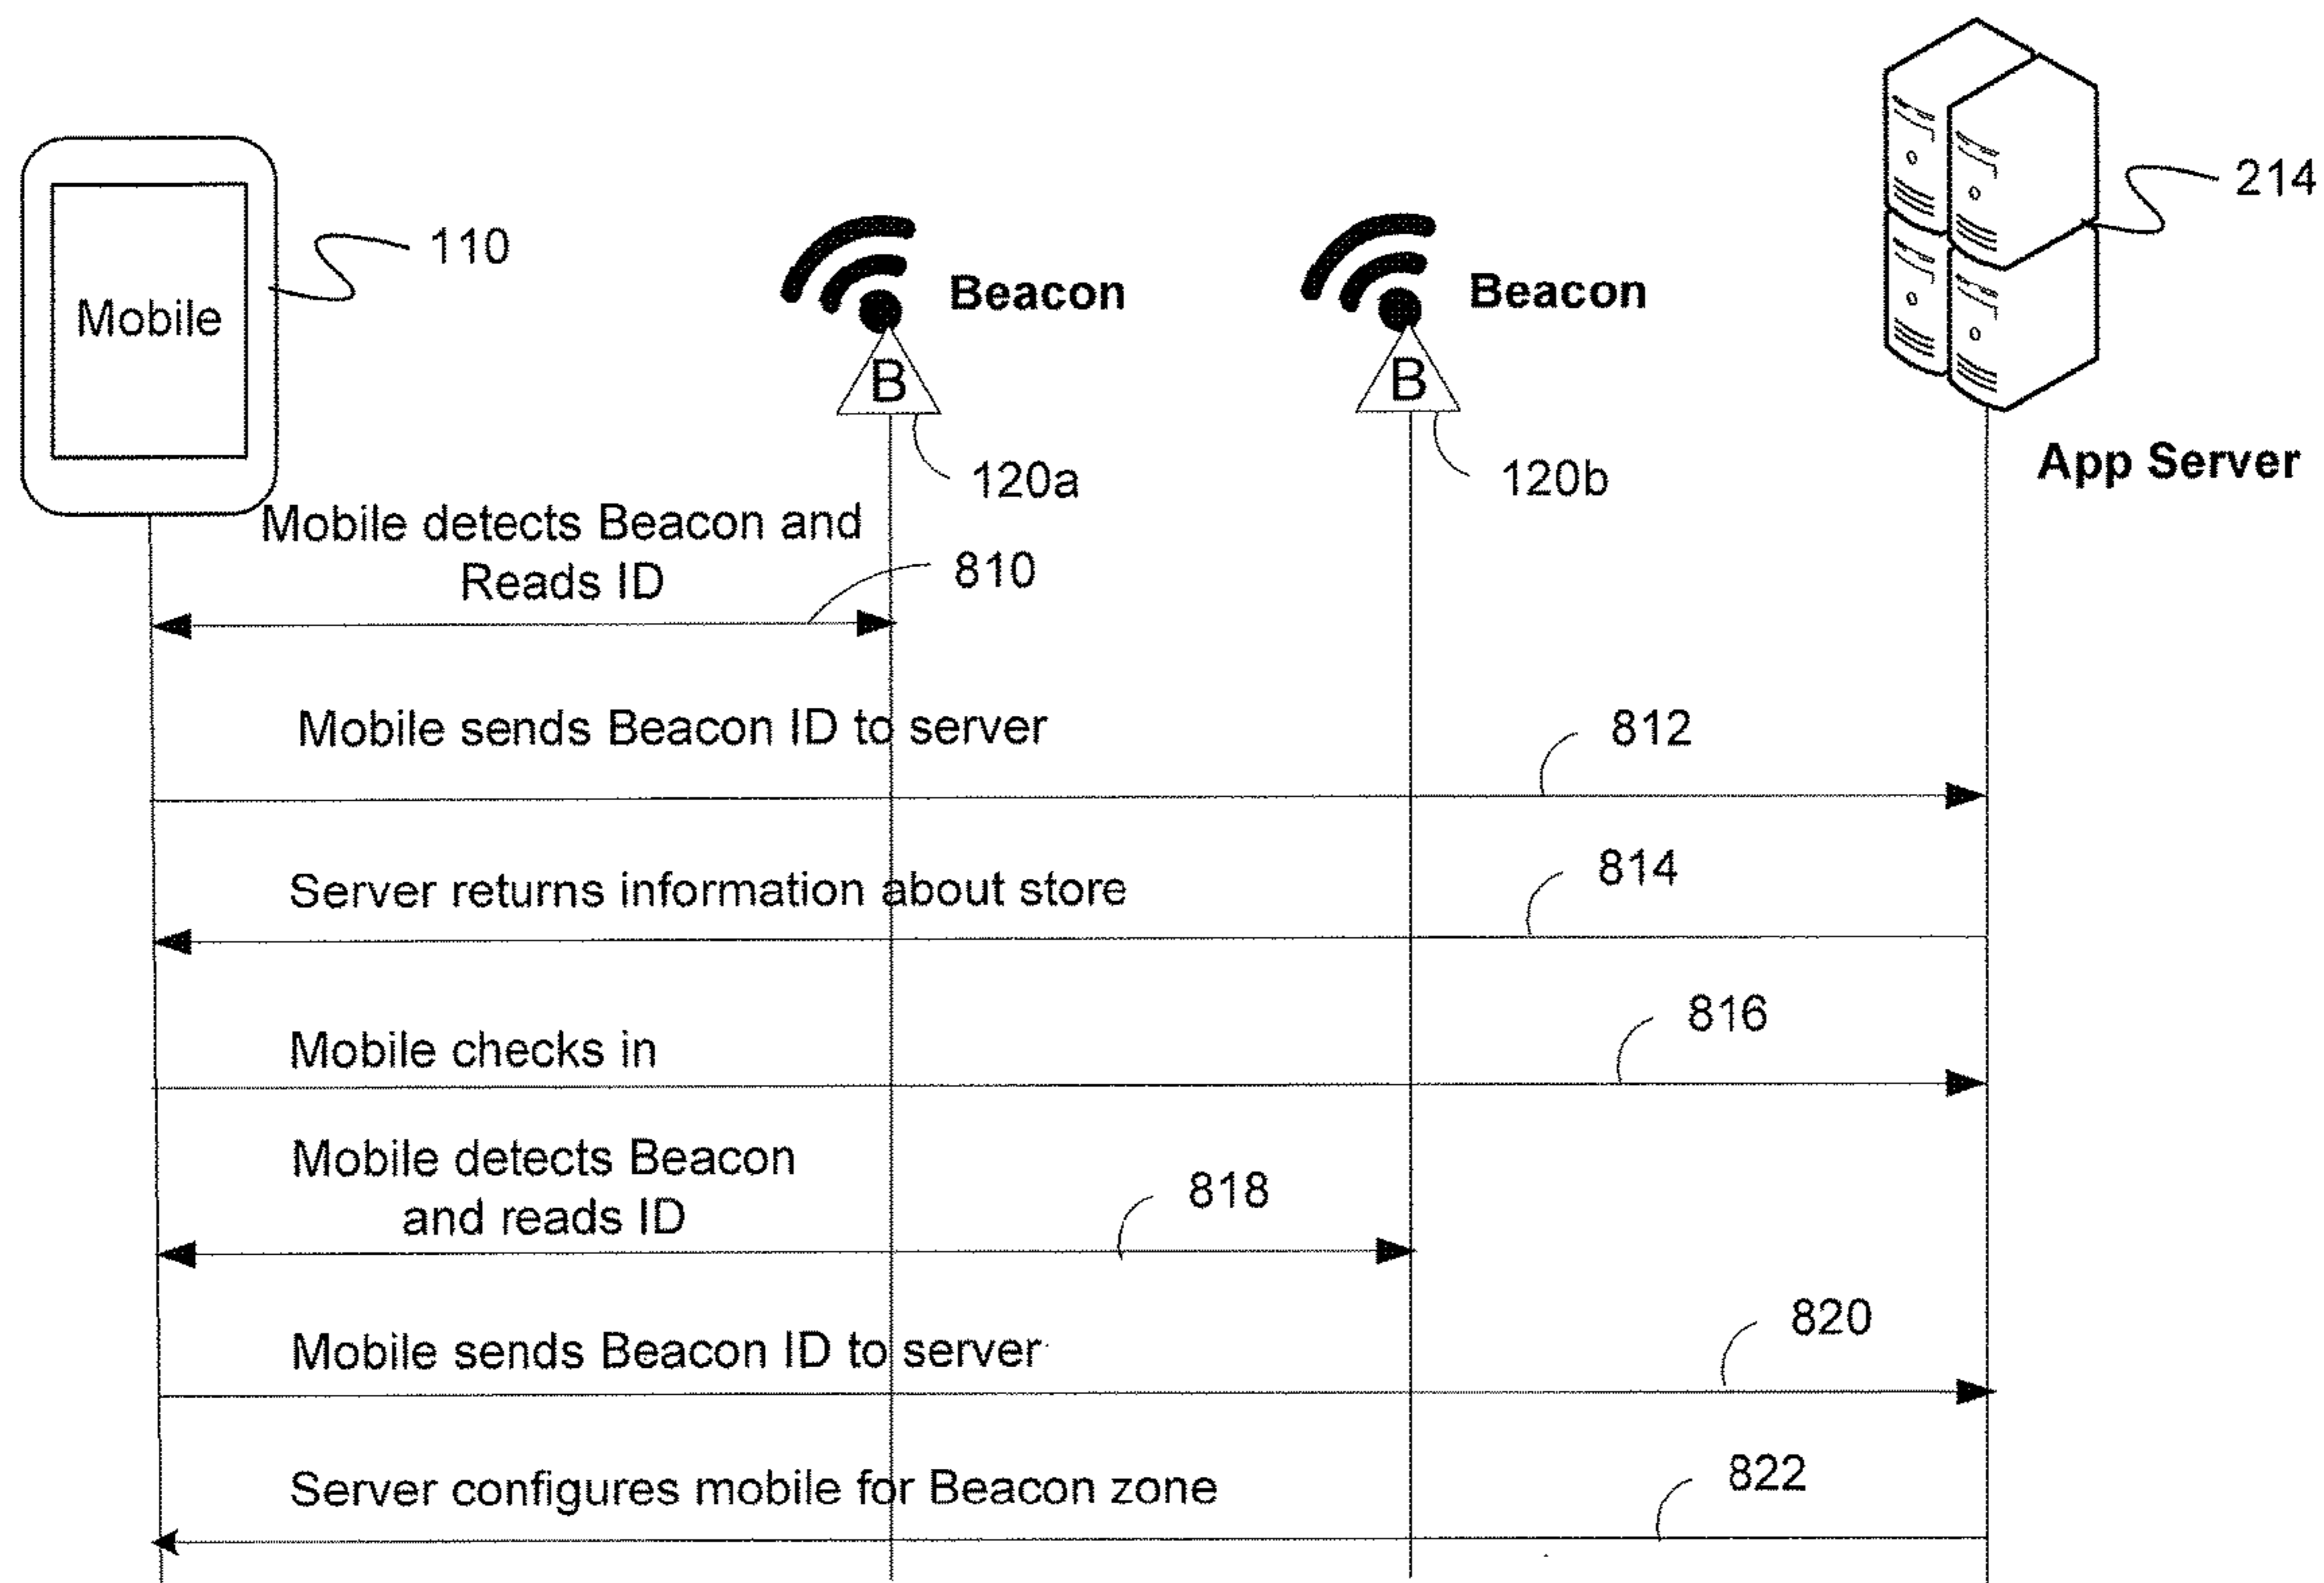 214
110
Mobile
Beacon
Beacon
B
B
120a
120b
App Server
Mobile detects Beacon and
Reads ID
810
Mobile sends Beacon ID to server
812
Server returns information about store
814
Mobile checks in
816
Mobile detects Beacon
and reads ID
818
Mobile sends Beacon ID to server
820
Server configures mobile for Beacon zone
822